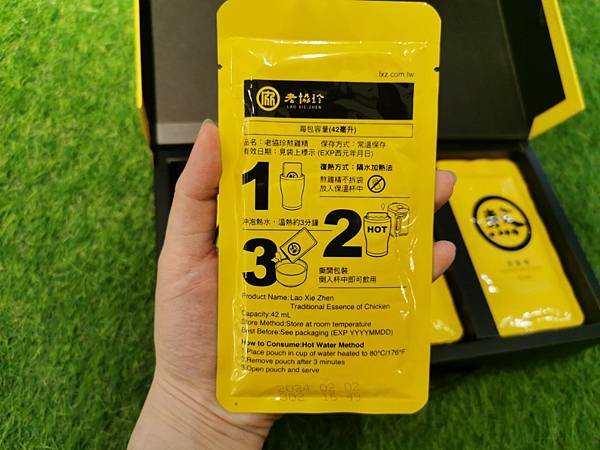 lxz.com.tw
老協珍
LAO XIE ZHEN
每包容量(42毫升)
品名：老協珍熬雞精 保存方式：常溫保存
有效日期：見袋上標示 (EXP西元年月日)
復熱方式：隔水加熱法
熬雞精不拆袋
放入保溫杯中
1
沖泡熱水，溫熱約3分鐘
2
HOT
3
撕開包裝
倒入杯中即可飲用
Product Name:Lao Xie Zhen
Traditional Essence of Chicken
Capacity:42 mL
Store Method:Store at room temperature
Best Before:See packaging (EXP YYYYMMDD)
How to Consume:Hot Water Method
1.Place pouch in cup of water heated to 80°C/176°F
2.Remove pouch after 3 minutes
3.Open pouch and serve
2024 02 02